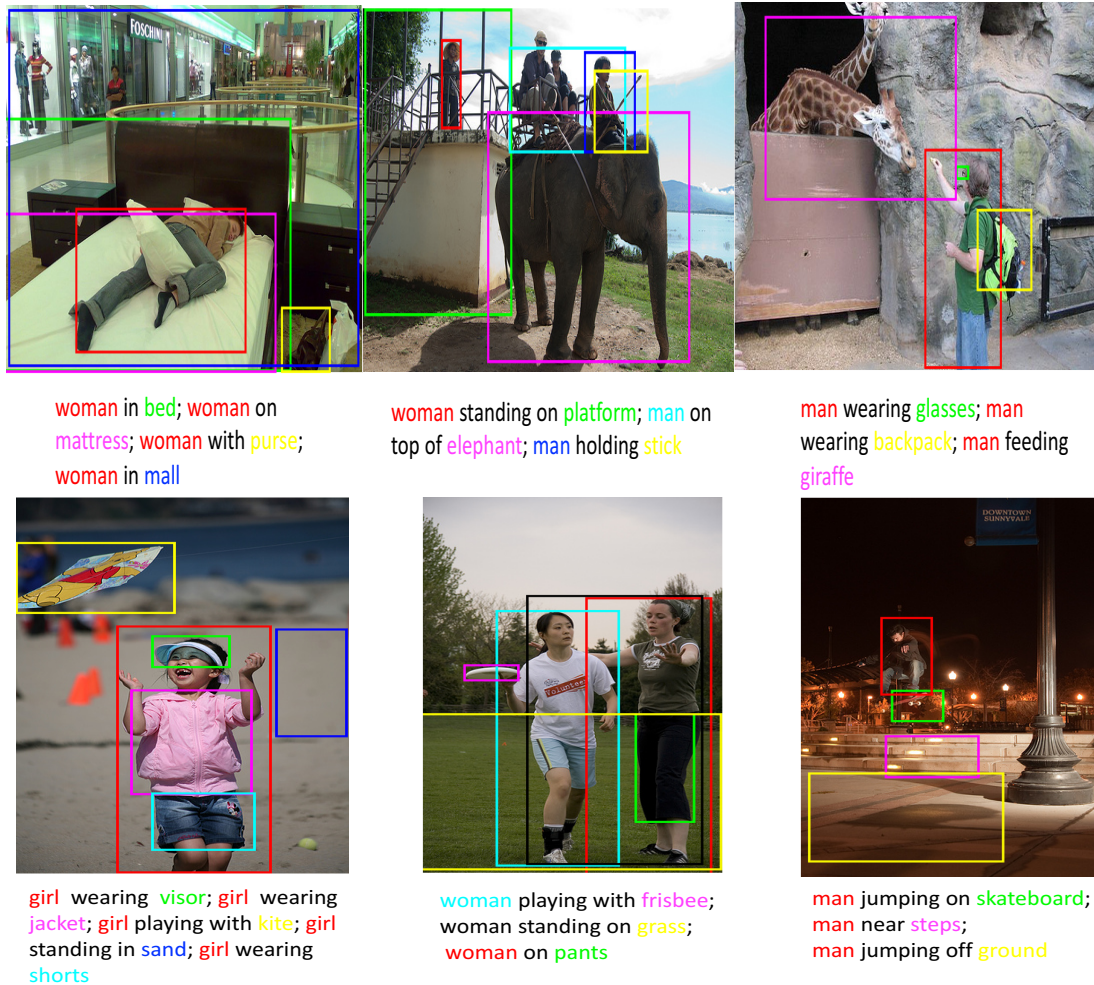 FOSCHINI
woman in bed; woman on
mattress; woman with purse;
woman in mall
woman standing on platform; man on
top of elephant; man holding stick
man wearing glasses; man
wearing backpack; man feeding
giraffe
DOWNTOWN
SUNNYVALE
Volunteer
girl wearing visor; girl wearing
jacket; girl playing with kite; girl
standing in sand; girl wearing
shorts
woman playing with frisbee;
woman standing on grass;
woman on pants
man jumping on skateboard;
man near steps;
man jumping off ground